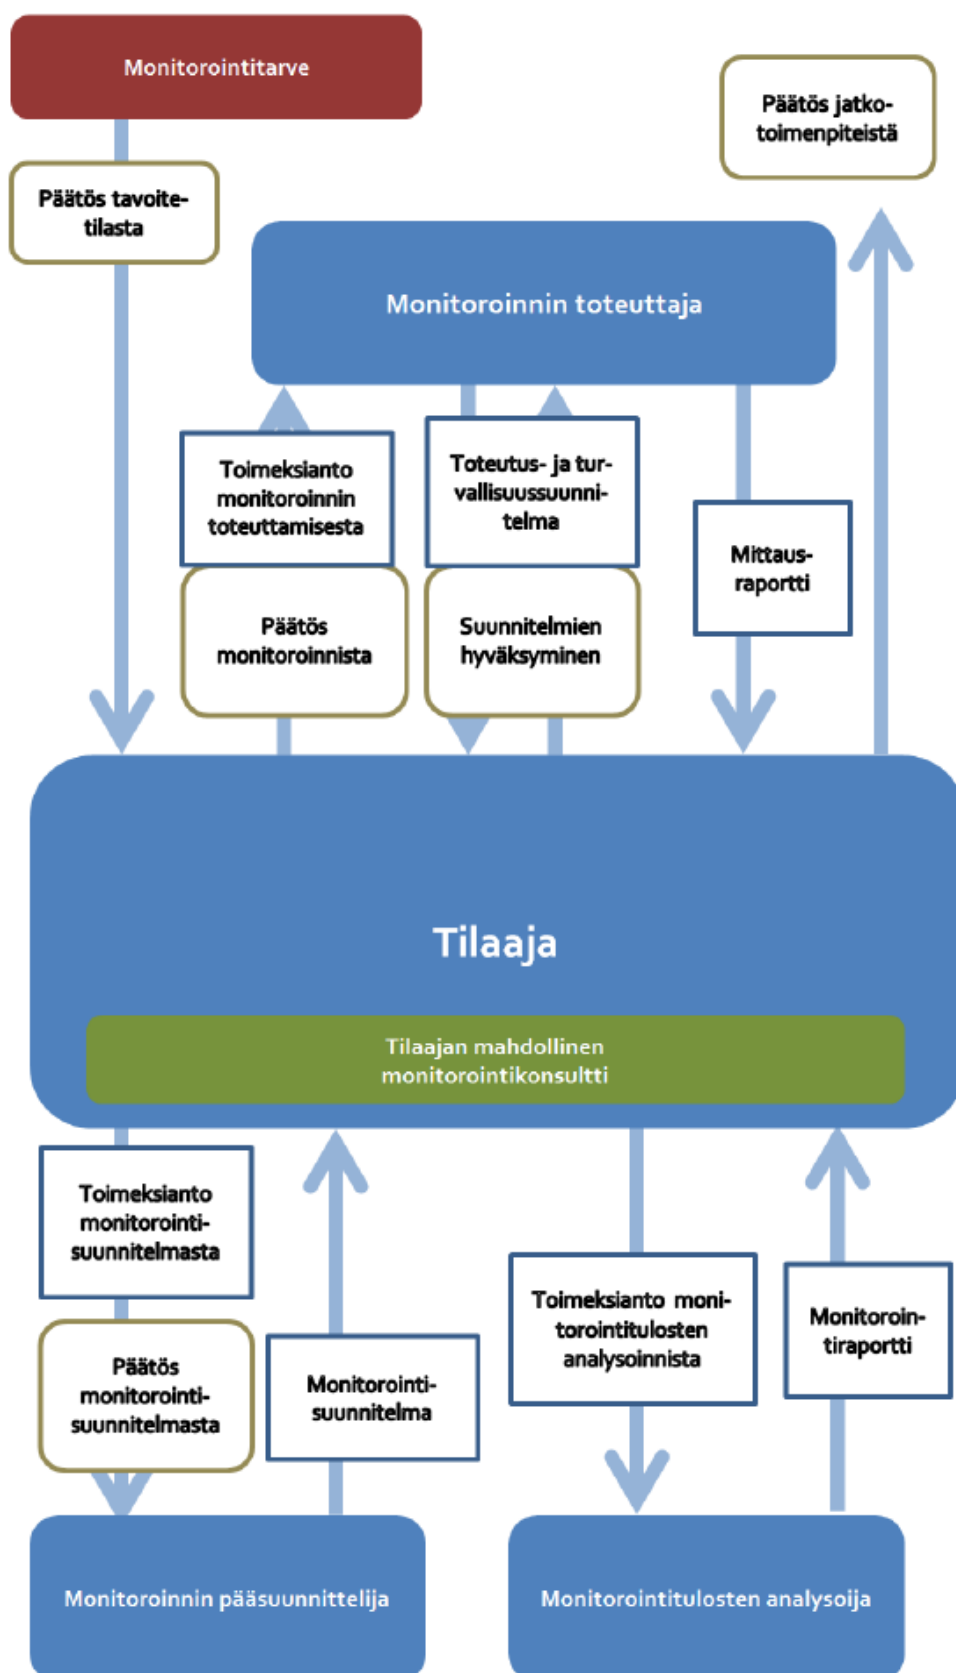 Monitorointitarve
Päätös jatko-
toimenpiteistä
Päätös tavoite-
tilasta
Monitoroinnin toteuttaja
Toimeksianto
monitoroinnin
toteuttamisesta
Toteutus- ja tur-
vallisuussuunni-
telma
Mittaus-
raportti
Päätös
monitoroinnista
Suunnitelmien
hyväksyminen
Tilaaja
Tilaajan mahdollinen
monitorointikonsultti
Toimeksianto
monitorointi-
suunnitelmasta
Päätös
monitorointi-
suunnitelmasta
Monitorointi-
suunnitelma
Toimeksianto moni-
torointitulosten
analysoinnista
Monitoroin-
tiraportti
Monitoroinnin pääsuunnittelija
Monitorointitulosten analysoija